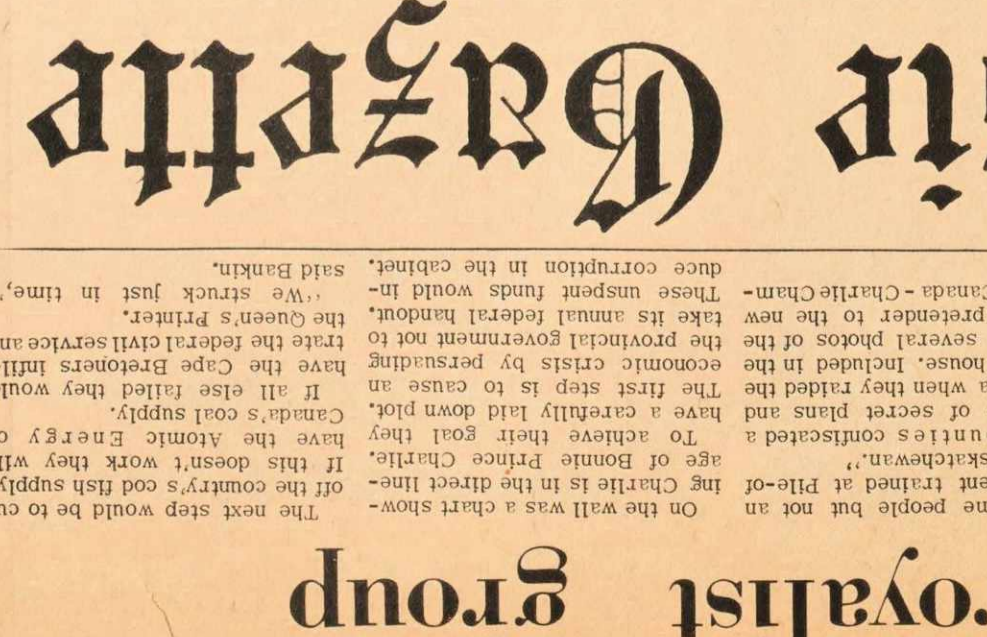 oyalist group
ne people but not an
ent trained at Pile-of
skatchewan.''
unties confiscated a
of secret plans and
a when they raided the
house. Included in the
several photos of the
pretender to the new
Canada - Charlie Cham-
On the wall was a chart show-
ing Charlie is in the direct line-
age of Bonnie Prince Charlie.
To achieve their goal they
have a carefully laid down plot.
The first step is to cause an
economic crisis by persuading
the provincial government not to
take its annual federal handout.
These unspent funds would in-
duce corruption in the cabinet.
The next step would be to cu
off the country's cod fish supply
If this doesn't work they wil
have the Atomic Energy o
Canada's coal supply.
If all else failed they woul
have the Cape Bretoners infil
trate the federal civil service an
the Queen's Printer.
''We struck just in time,'
said Bankin.
ie Gazette